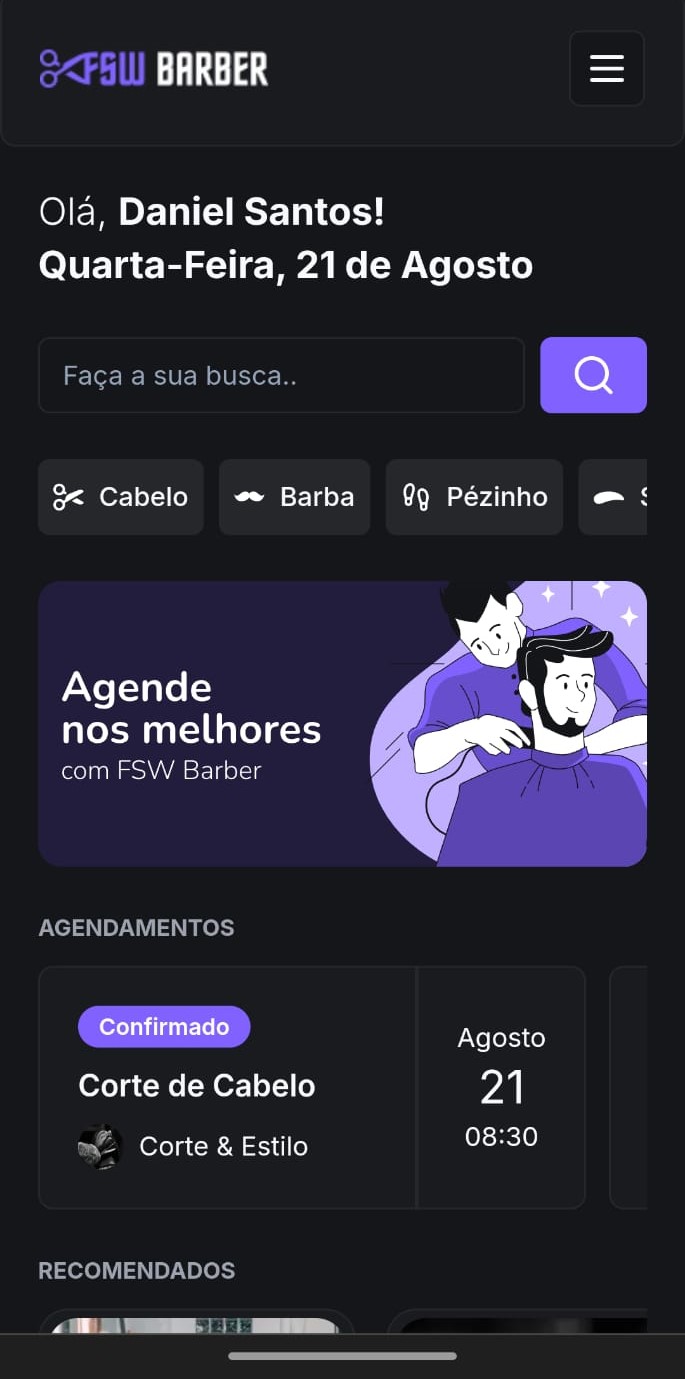 FSW BARBER
Olá, Daniel Santos!
Quarta-Feira, 21 de Agosto
Faça a sua busca..
Cabelo
Barba
Pézinho
Agende
nos melhores
com FSW Barber
AGENDAMENTOS
Confirmado
Corte de Cabelo
Corte & Estilo
Agosto
21
08:30
RECOMENDADOS